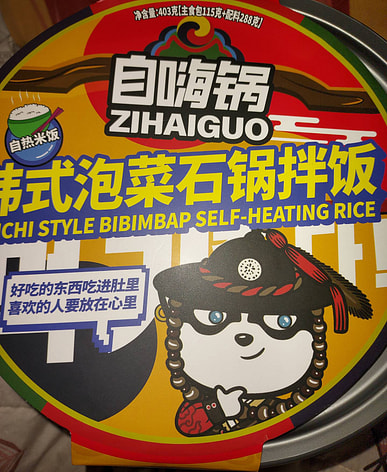 净含量:403克[主食包115克+配料288克]
自嗨锅
ZIHAIGUO
自热米饭
韩式泡菜石锅拌饭
CHI STYLE BIBIMBAP SELF-HEATING RICE
好吃的东西吃进肚里
喜欢的人要放在心里